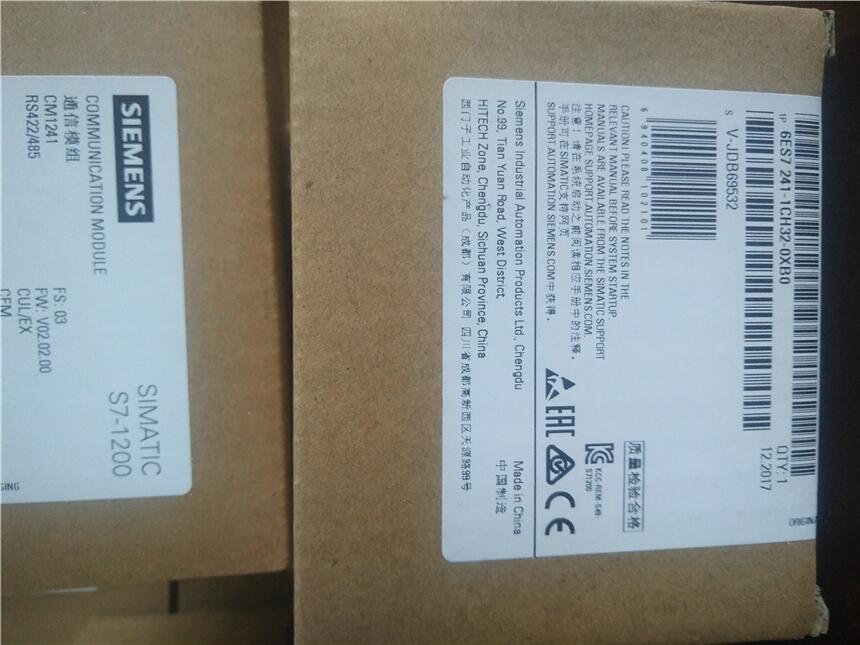 SIEMENS
COMMUNICATION MODULE
通信模组
CM1241
RS422/485
FS: 03
FW: V02.02.00
CUL/EX
SIMATIC
S7-1200
1P 6ES7 241-1CH32-0XB0
QTY: 1
12.2017
S V-JDB69532
6 940408 102101
质量检验合格
CAUTION! PLEASE READ THE NOTES IN THE
RELEVANT MANUAL BEFORE SYSTEM STARTUP.
MANUALS ARE AVAILABLE FROM THE SIMATIC SUPPORT
HOMEPAGE SUPPORT.AUTOMATION.SIEMENS.COM.
注意！请在系统启动之前阅读相应手册中的注释。
手册可在SIMATIC支持网页
SUPPORT.AUTOMATION.SIEMENS.COM中获得。
EAC
CE
Siemens Industrial Automation Products Ltd., Chengdu
No.99, Tian Yuan Road, West District,
HITECH Zone, Chengdu, Sichuan Province, China
西门子工业自动化产品（成都）有限公司 四川省成都高新西区天源路99号
Made in China
中国制造